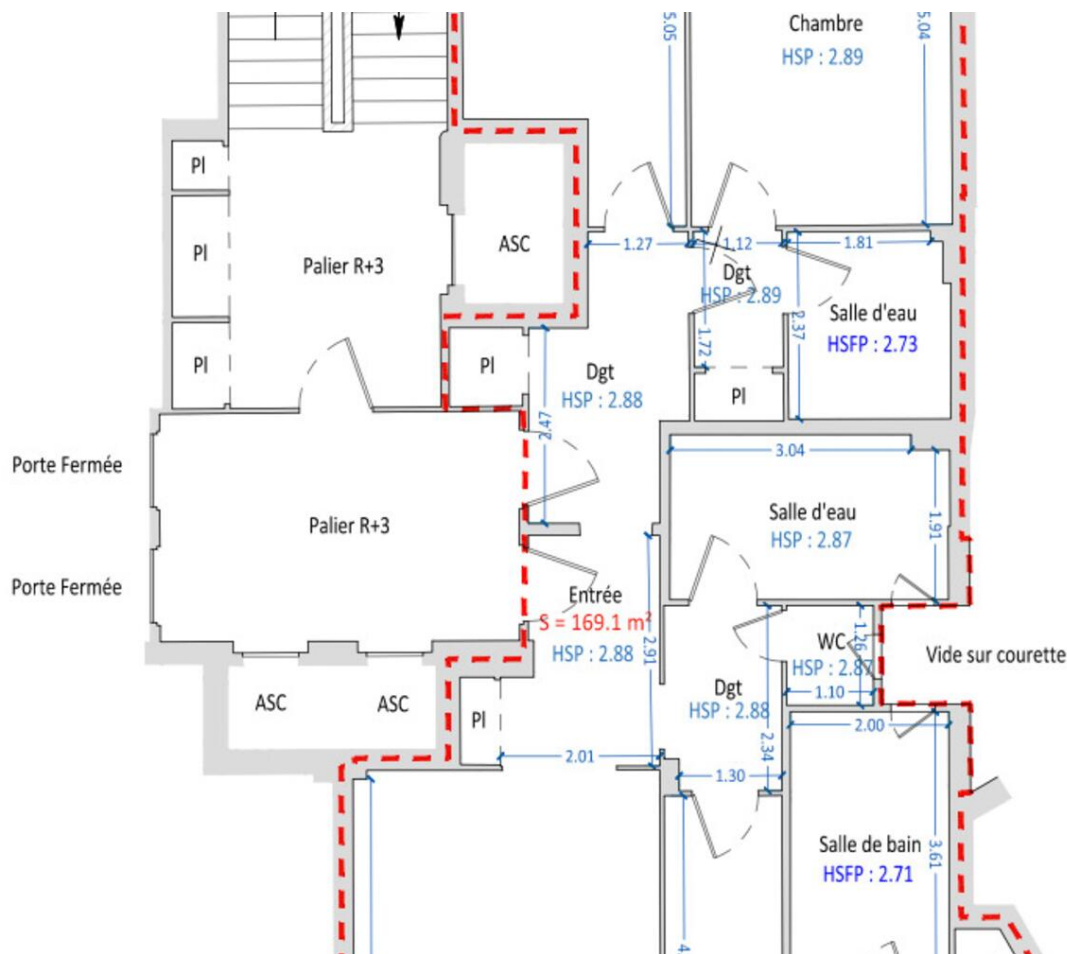 5.05
Chambre
HSP : 2.89
5.04
Pl
Pl
Pl
Palier R+3
ASC
1.27
1.12
1.81
Dgt
HSP : 2.89
1.72
2.37
Salle d'eau
HSFP : 2.73
Pl
Dgt
HSP : 2.88
Pl
2.47
3.04
Porte Fermée
Palier R+3
Salle d'eau
HSP : 2.87
1.91
Porte Fermée
Entrée
S = 169.1 m²
HSP : 2.88
2.91
WC
HSP : 2.87
1.26
1.10
Vide sur courette
ASC
ASC
Pl
Dgt
HSP : 2.88
2.34
2.00
2.01
1.30
Salle de bain
HSFP : 2.71
3.61